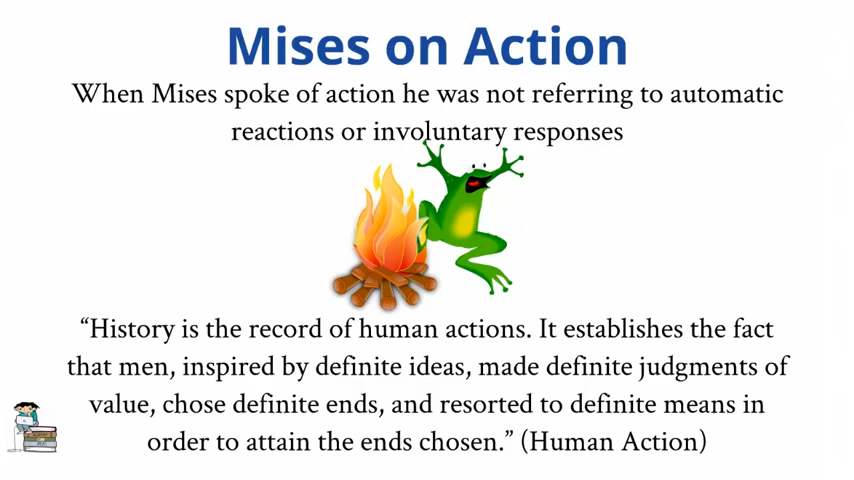 Mises on Action
When Mises spoke of action he was not referring to automatic
reactions or involuntary responses
“History is the record of human actions. It establishes the fact
that men, inspired by definite ideas, made definite judgments of
value, chose definite ends, and resorted to definite means in
order to attain the ends chosen.” (Human Action)